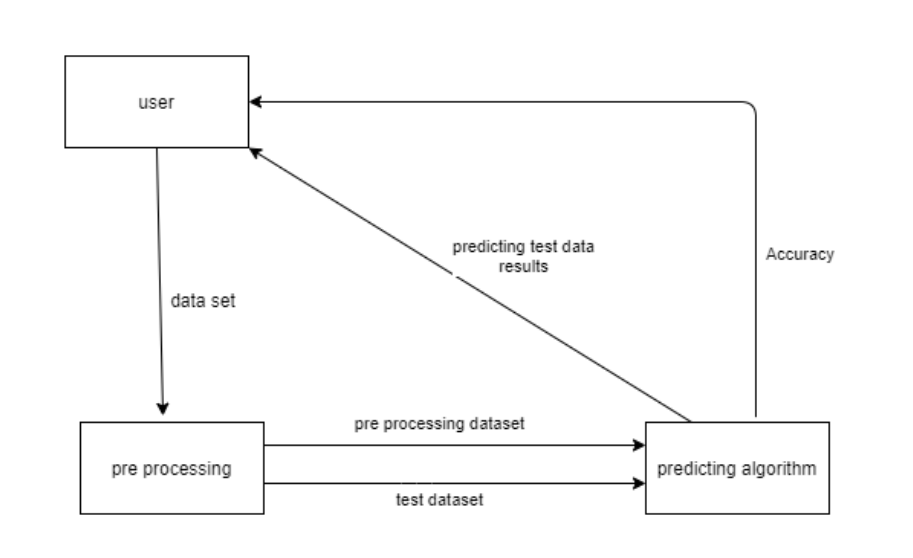 user
predicting test data
results
Accuracy
data set
pre processing dataset
pre processing
predicting algorithm
test dataset